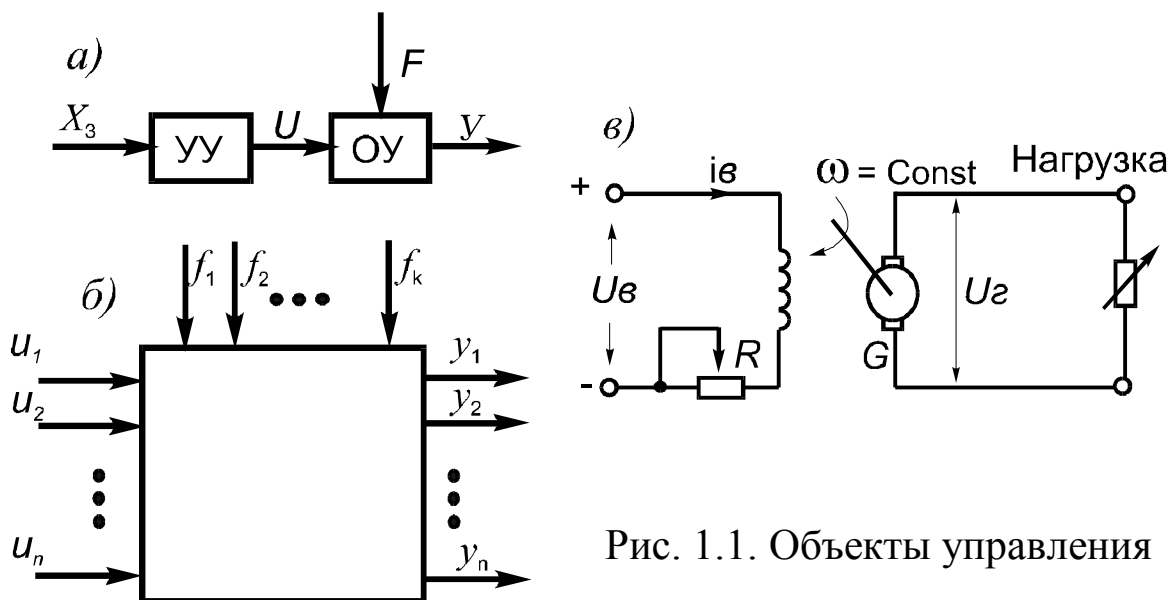 а)
F
X₃
УУ
U
ОУ
У
б)
f₁
f₂
fₖ
u₁
u₂
uₙ
y₁
y₂
yₙ
в)
+
iв
Uв
-
R
ω = Const
G
Uг
Нагрузка
Рис. 1.1. Объекты управления